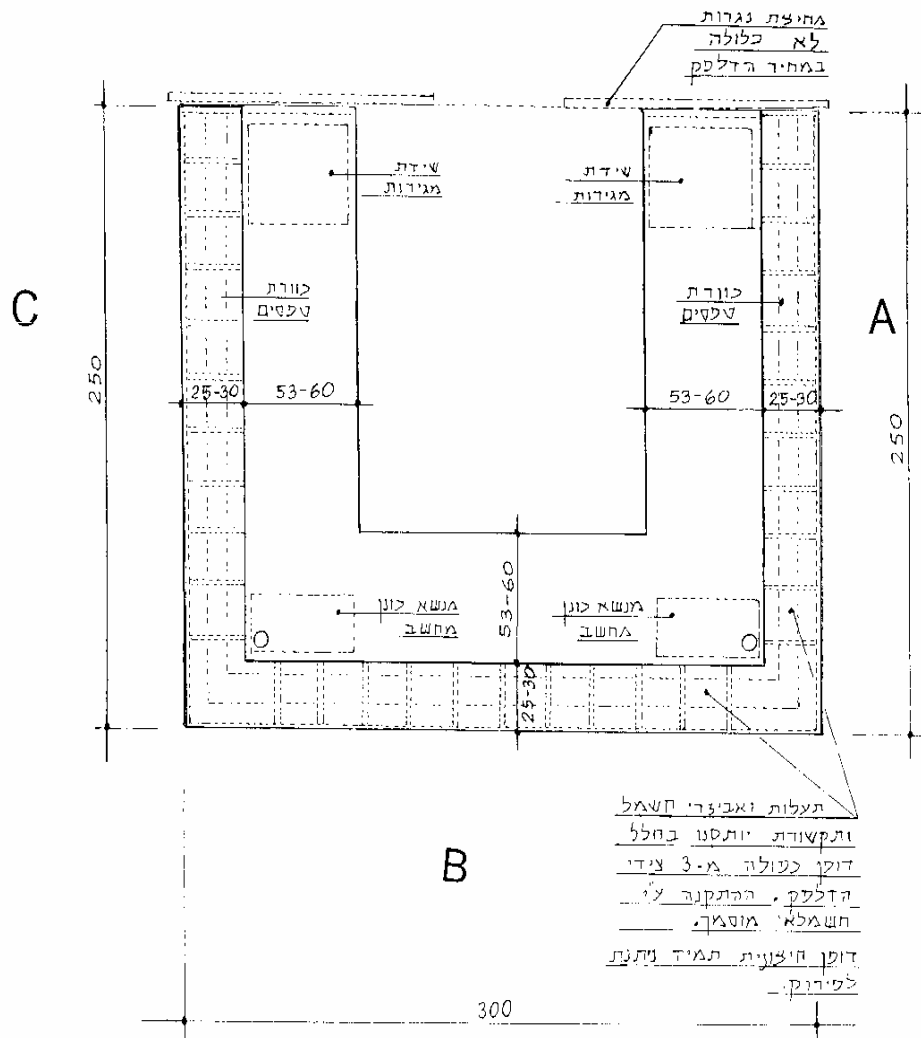 מחיצת נגרות
לא כלולה
במחיר הדלפק
שידת
מגירות
שידת
מגירות
C
כוורת
טפסים
כוורת
טפסים
A
250
25-30
53-60
53-60
25-30
250
53-60
מנשא כונן
מחשב
מנשא כונן
מחשב
25-30
תעלות ואביזרי חשמל
ותקשורת יותקנו בחלל
דופן כפולה מ-3 צידי
הדלפק. ההתקנה ע"י
חשמלאי מוסמך.
דופן חיצונית תמיד ניתנת
לפירוק.
B
300